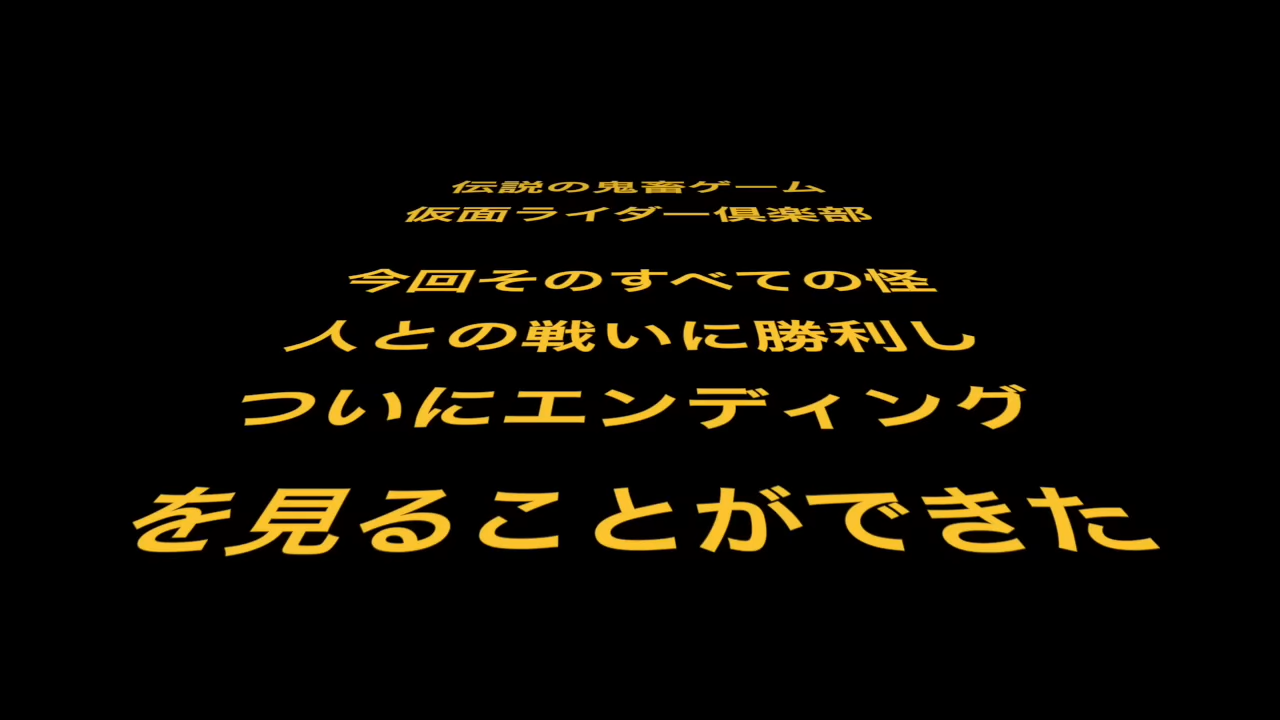 伝説の鬼畜ゲーム
仮面ライダー倶楽部
今回そのすべての怪
人との戦いに勝利し
ついにエンディング
を見ることができた